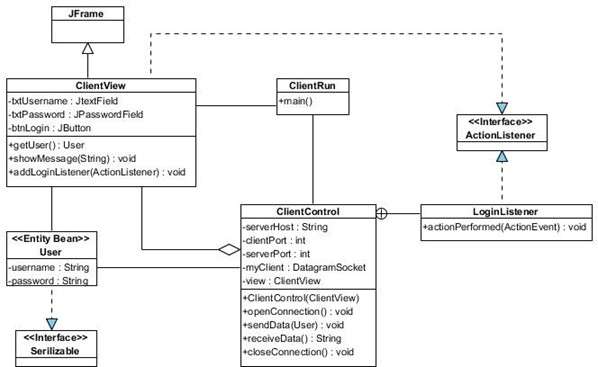 JFrame
ClientView
-txtUsername : JtextField
-txtPassword : JPasswordField
-btnLogin : JButton
+getUser() : User
+showMessage(String) : void
+addLoginListener(ActionListener) : void
ClientRun
+main()
<<Interface>>
ActionListener
ClientControl
-serverHost : String
-clientPort : int
-serverPort : int
-myClient : DatagramSocket
-view : ClientView
+ClientControl(ClientView)
+openConnection() : void
+sendData(User) : void
+receiveData() : String
+closeConnection() : void
LoginListener
+actionPerformed(ActionEvent) : void
<<Entity Bean>>
User
-username : String
-password : String
<<Interface>>
Serilizable